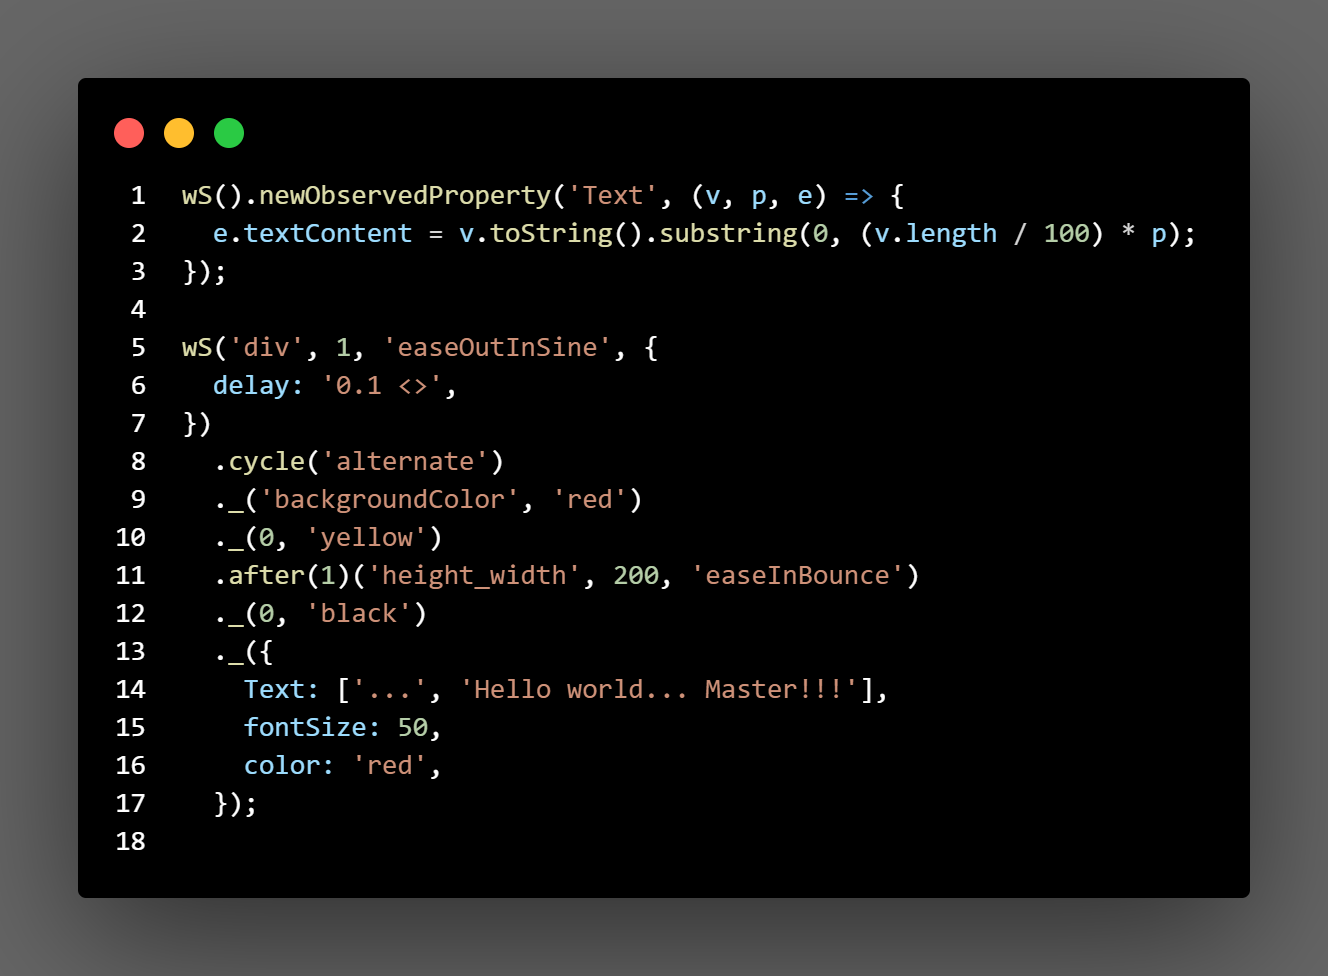 1 wS().newObservedProperty('Text', (v, p, e) => {
2   e.textContent = v.toString().substring(0, (v.length / 100) * p);
3 });
4
5 wS('div', 1, 'easeOutInSine', {
6   delay: '0.1 <>',
7 })
8   .cycle('alternate')
9   ._('backgroundColor', 'red')
10   ._(0, 'yellow')
11   .after(1)('height_width', 200, 'easeInBounce')
12   ._(0, 'black')
13   ._({
14     Text: ['...', 'Hello world... Master!!!'],
15     fontSize: 50,
16     color: 'red',
17   });
18